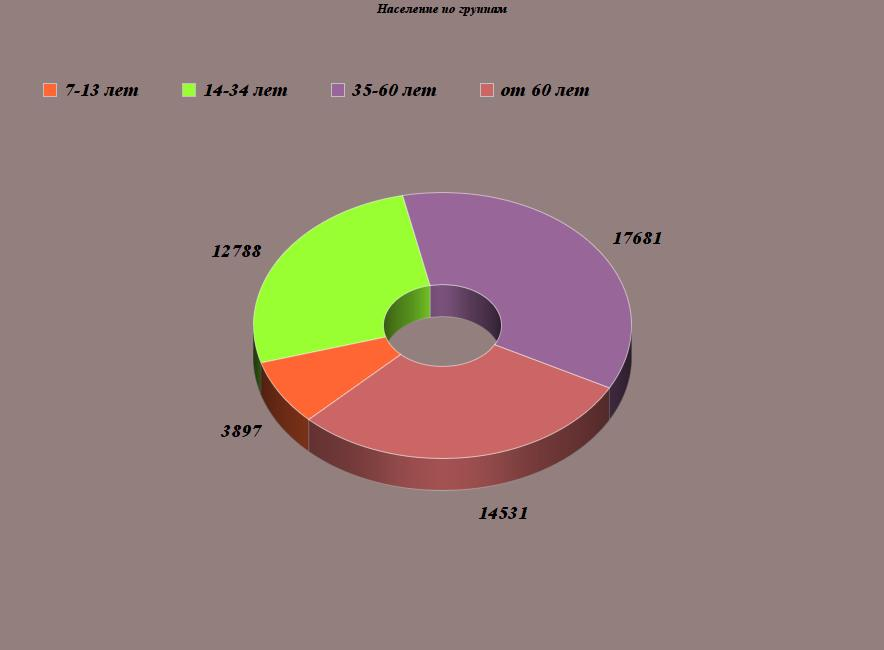 Население по группам
7-13 лет 14-34 лет 35-60 лет от 60 лет
17681
12788
3897
14531